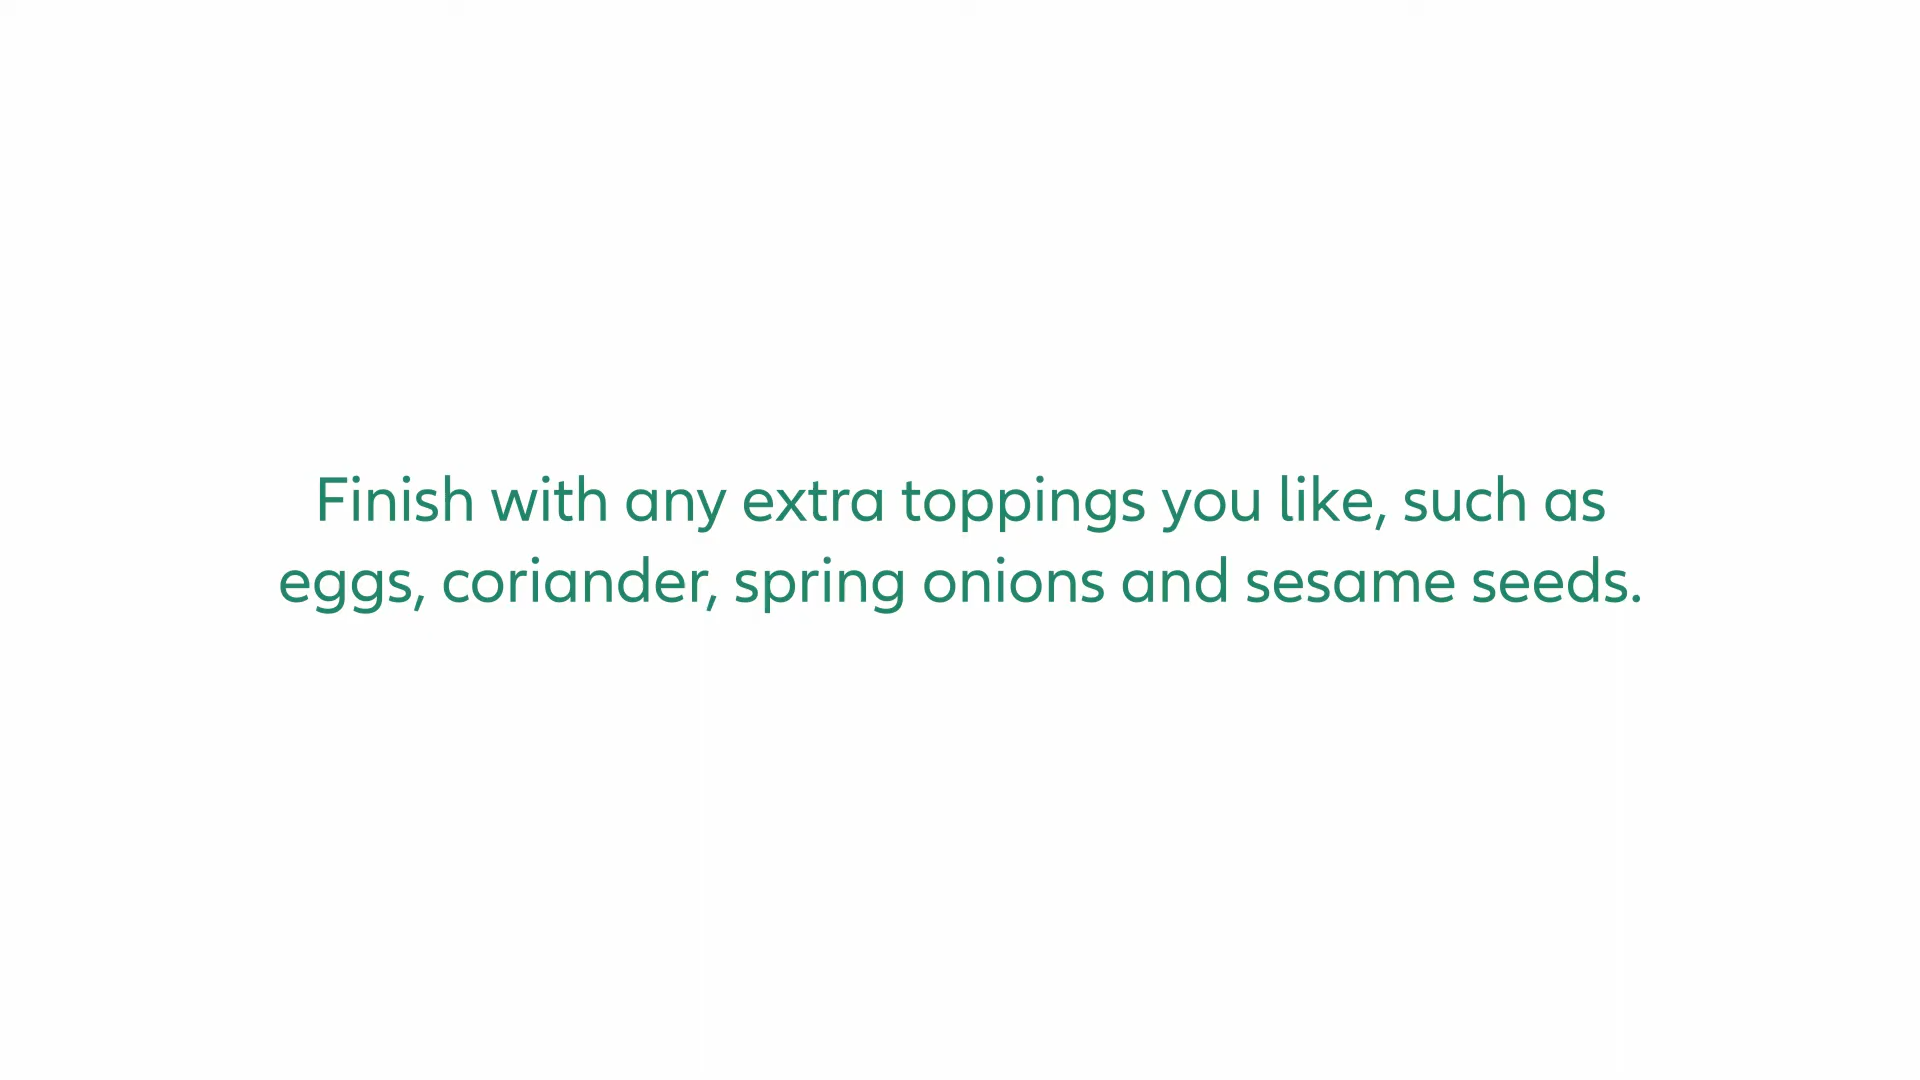 Finish with any extra toppings you like, such as
eggs, coriander, spring onions and sesame seeds.